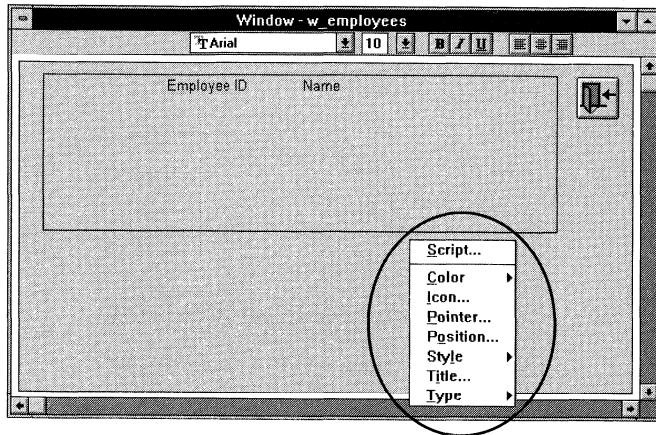 Window - w_employees
Arial 10 B I U
Employee ID Name
Script...
Color
Icon...
Pointer...
Position...
Style
Title...
Type